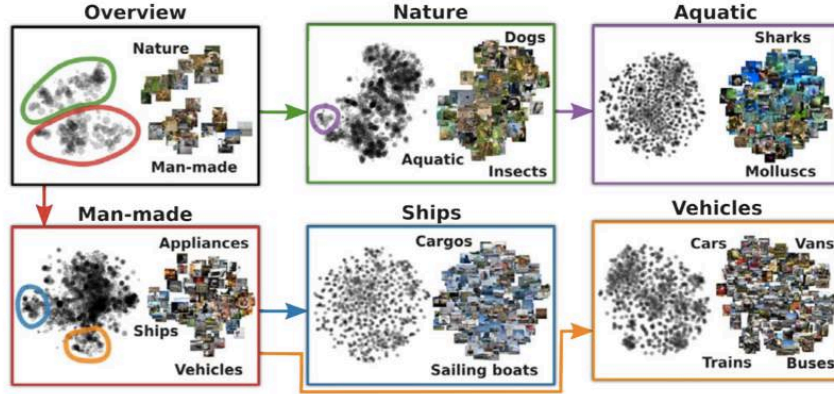 Overview
Nature
Man-made
Nature
Dogs
Aquatic
Insects
Aquatic
Sharks
Molluscs
Man-made
Appliances
Ships
Vehicles
Ships
Cargos
Sailing boats
Vehicles
Cars
Vans
Trains
Buses